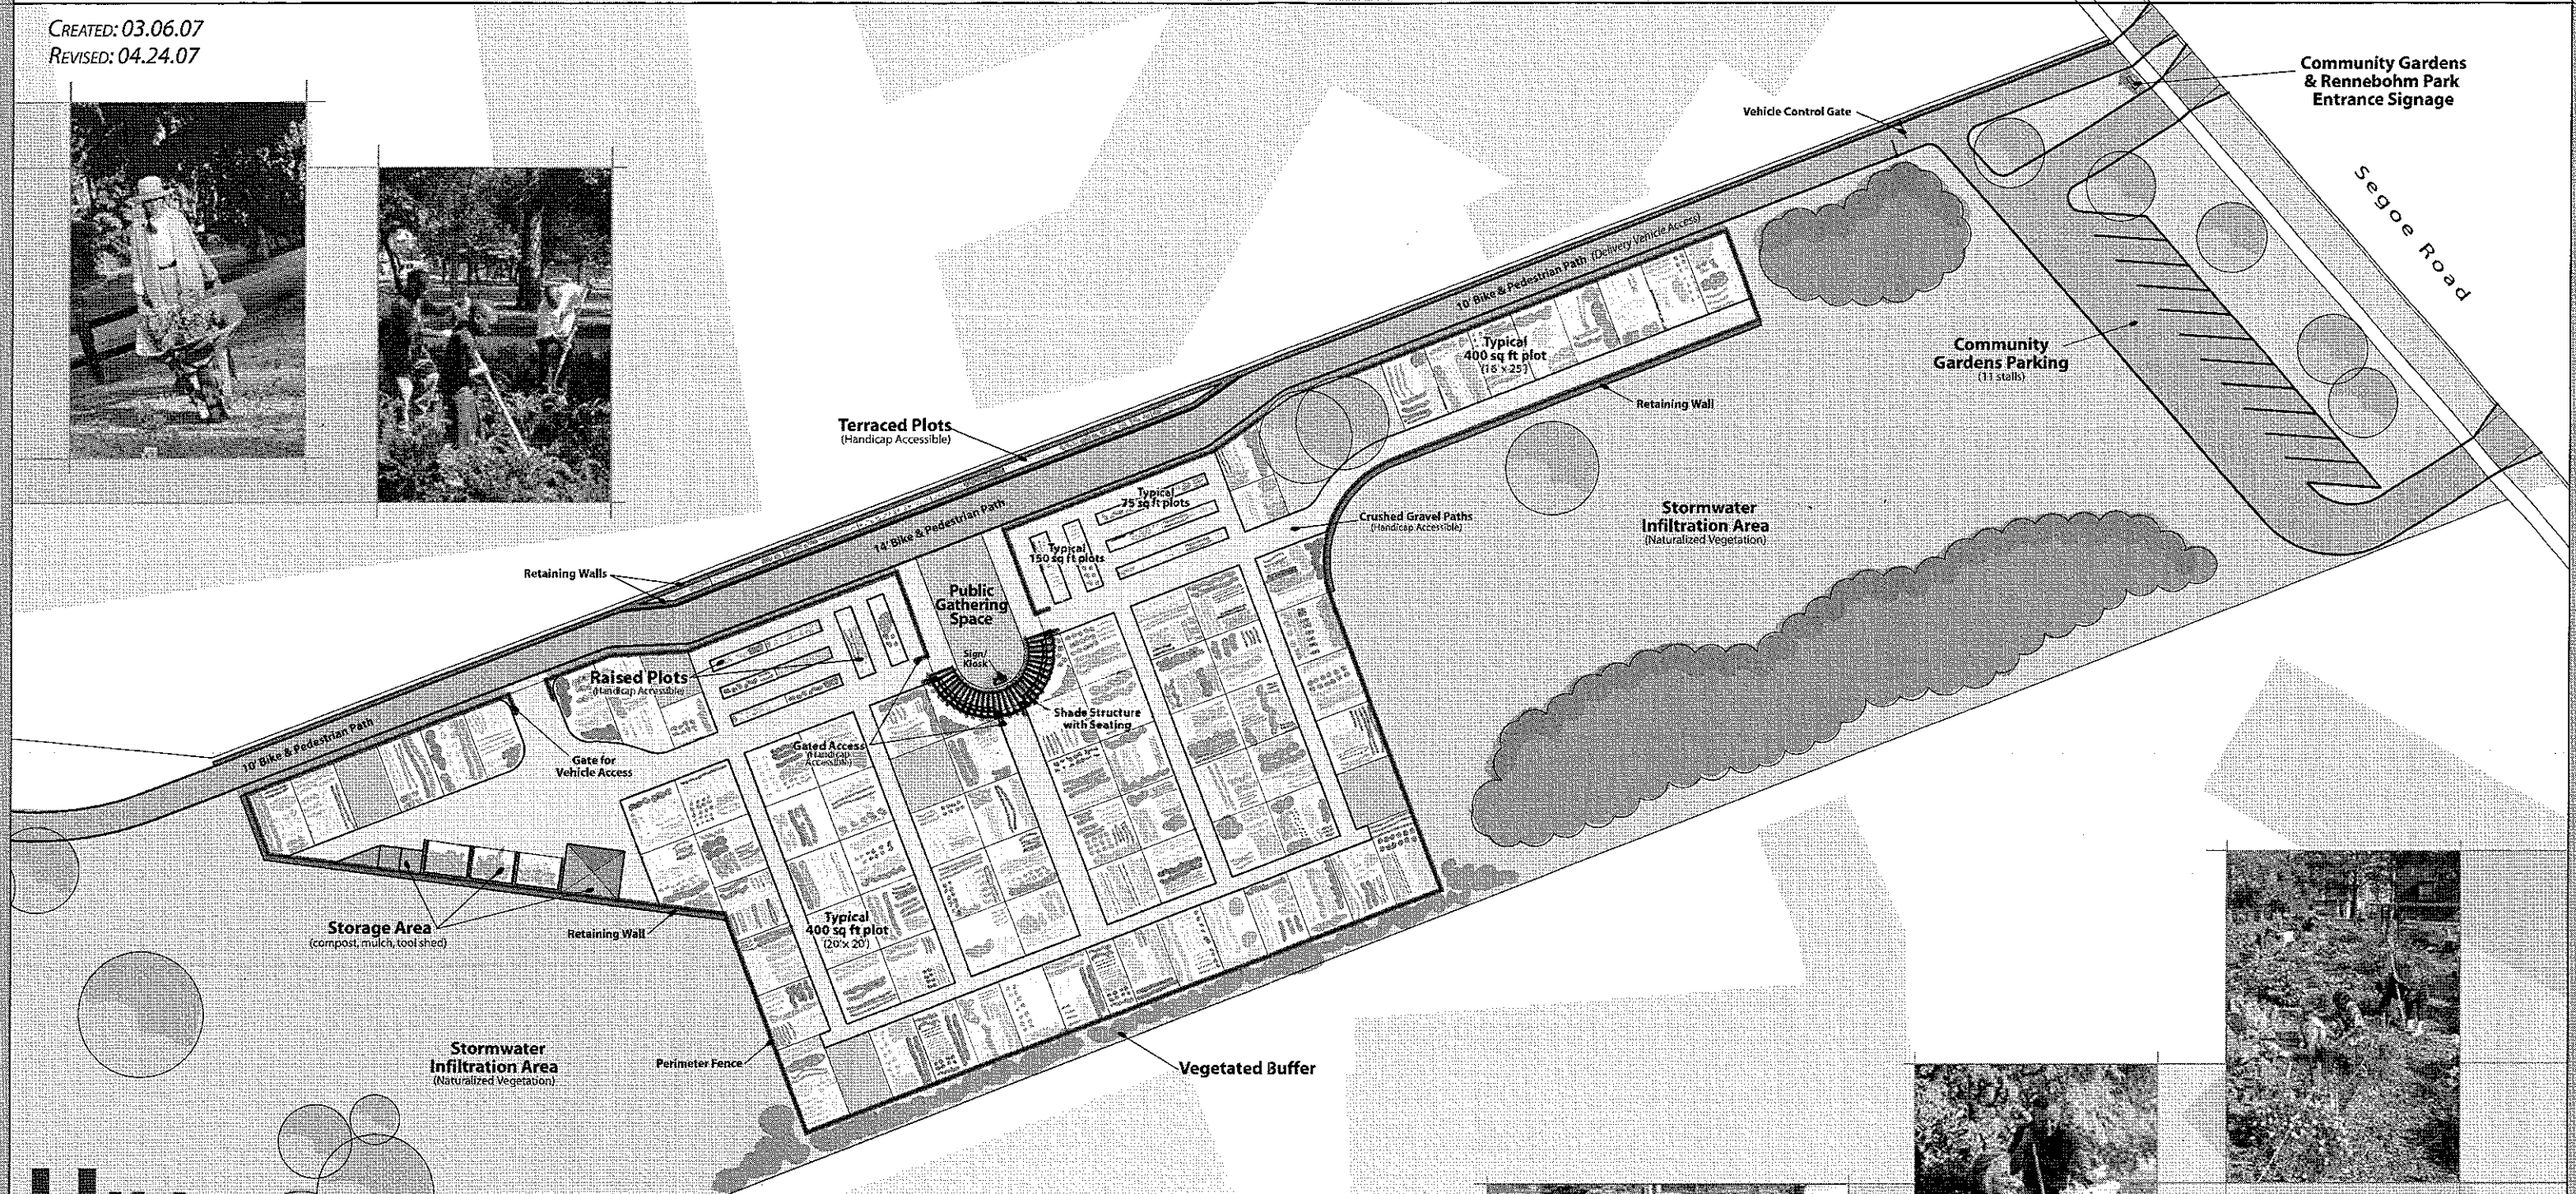 CREATED: 03.06.07
REVISED: 04.24.07
Community Gardens
& Rennebohm Park
Entrance Signage
Vehicle Control Gate
Segoe Road
10' Bike & Pedestrian Path (Delivery Vehicle Access)
Typical
400 sq ft plot
(16' x 25')
Community
Gardens Parking
(11 stalls)
Retaining Wall
Terraced Plots
(Handicap Accessible)
14' Bike & Pedestrian Path
Typical
75 sq ft plots
Crushed Gravel Paths
(Handicap Accessible)
Stormwater
Infiltration Area
(Naturalized Vegetation)
Typical
150 sq ft plots
Retaining Walls
Public
Gathering
Space
Sign/
Kiosk
Raised Plots
(Handicap Accessible)
Shade Structure
with Seating
Gated Access
(Handicap
Accessible)
10' Bike & Pedestrian Path
Gate for
Vehicle Access
Storage Area
(compost, mulch, tool shed)
Retaining Wall
Typical
400 sq ft plot
(20' x 20')
Stormwater
Infiltration Area
(Naturalized Vegetation)
Perimeter Fence
Vegetated Buffer